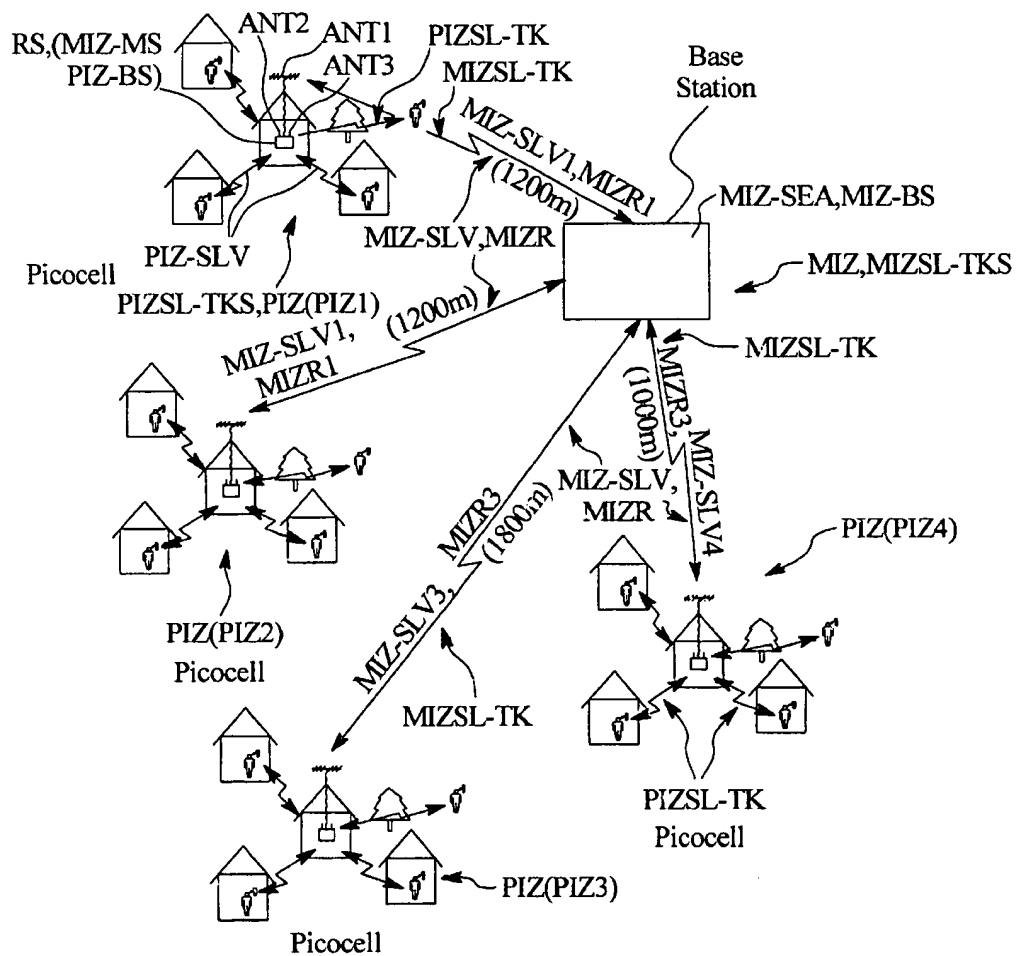 RS,(MIZ-MS
PIZ-BS)
ANT2
ANT1
ANT3
PIZSL-TK
MIZSL-TK
Base
Station
MIZ-SLV1,MIZR1
(1200m)
MIZ-SEA,MIZ-BS
MIZ-SLV,MIZR
PIZ-SLV
Picocell
PIZSL-TKS,PIZ(PIZ1)
MIZ,MIZSL-TKS
(1200m)
MIZ-SLV1,
MIZR1
MIZSL-TK
MIZR3, MIZ-SLV4
(1000m)
MIZ-SLV,
MIZR
MIZ-SLV3, MIZR3
(1800m)
PIZ(PIZ4)
PIZ(PIZ2)
Picocell
MIZSL-TK
PIZSL-TK
Picocell
PIZ(PIZ3)
Picocell